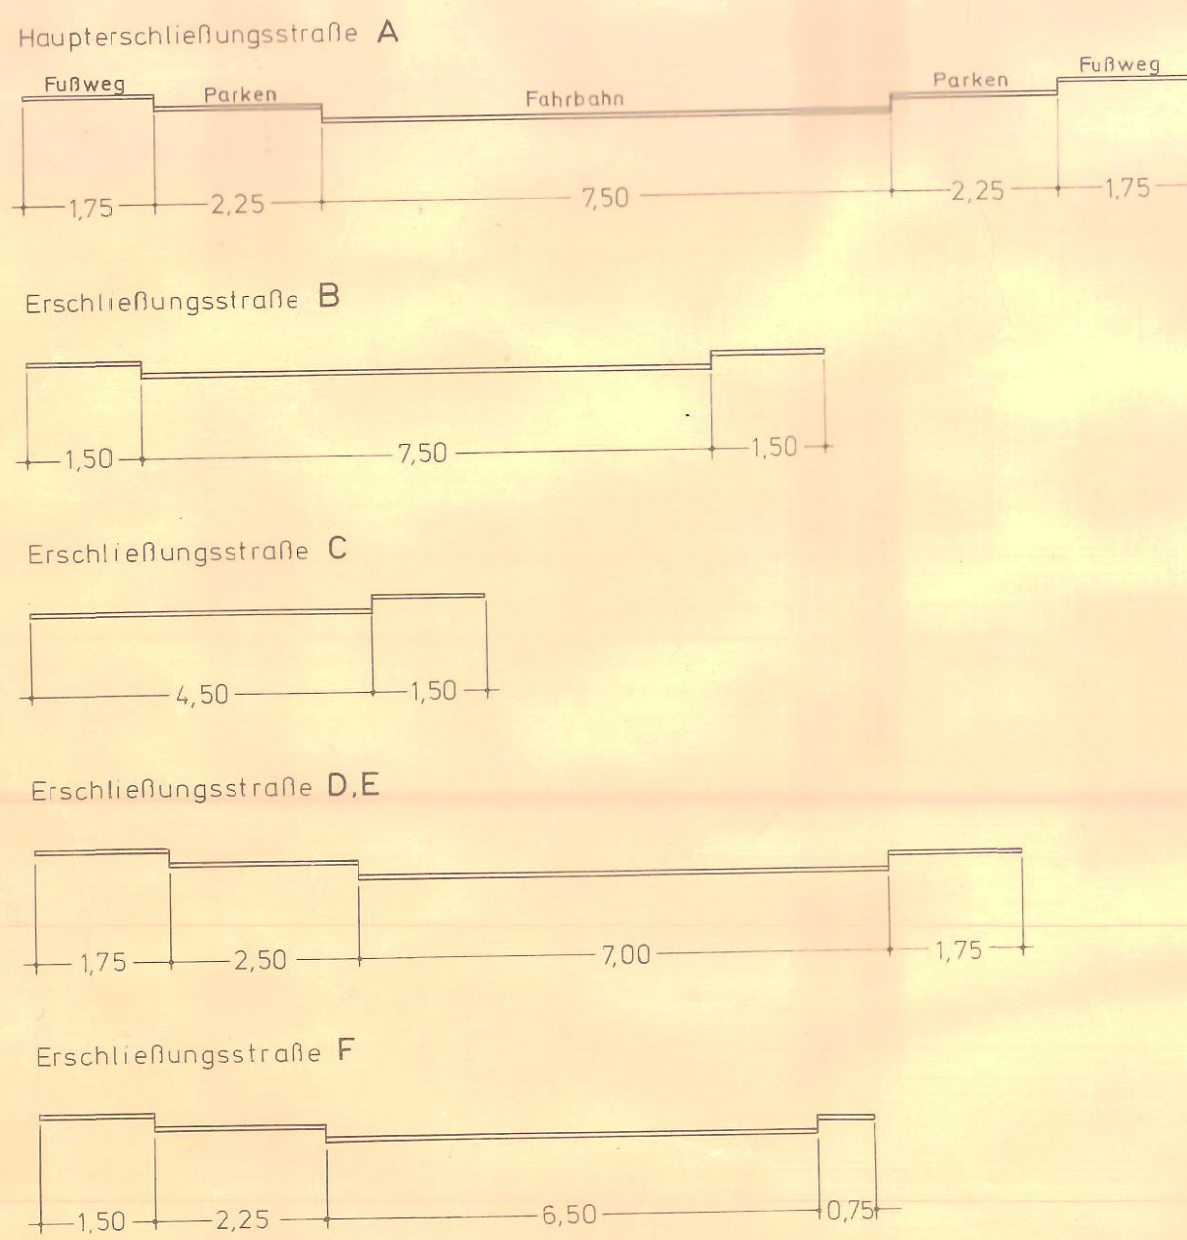 Haupterschließungsstraße A
Fußweg Parken Fahrbahn Parken Fußweg
1,75 2,25 7,50 2,25 1,75
Erschließungsstraße B
1,50 7,50 1,50
Erschließungsstraße C
4,50 1,50
Erschließungsstraße D,E
1,75 2,50 7,00 1,75
Erschließungsstraße F
1,50 2,25 6,50 0,75